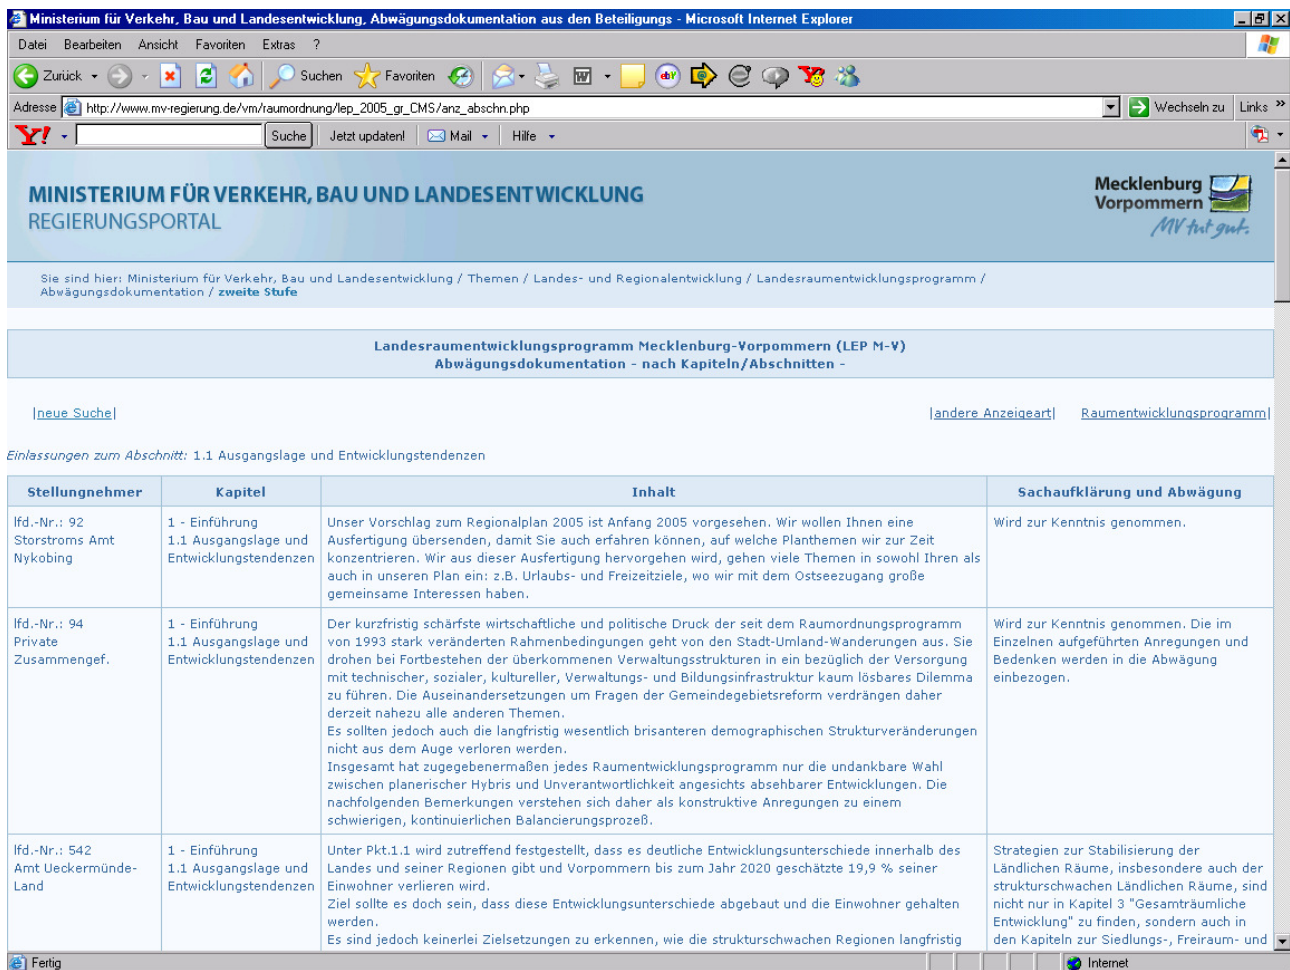 Ministerium für Verkehr, Bau und Landesentwicklung, Abwägungsdokumentation aus den Beteiligungs - Microsoft Internet Explorer
Datei Bearbeiten Ansicht Favoriten Extras ?
Zurück Suchen Favoriten
Adresse http://www.mv-regierung.de/vm/raumordnung/lep_2005_gr_CMS/anz_abschn.php Wechseln zu Links »
Y! Suche Jetzt updaten! Mail Hilfe
MINISTERIUM FÜR VERKEHR, BAU UND LANDESENTWICKLUNG
REGIERUNGSPORTAL
Mecklenburg
Vorpommern
MV tut gut.
Sie sind hier: Ministerium für Verkehr, Bau und Landesentwicklung / Themen / Landes- und Regionalentwicklung / Landesraumentwicklungsprogramm /
Abwägungsdokumentation / zweite Stufe
Landesraumentwicklungsprogramm Mecklenburg-Vorpommern (LEP M-V)
Abwägungsdokumentation - nach Kapiteln/Abschnitten -
|neue Suche| |andere Anzeigeart| Raumentwicklungsprogramm|
Einlassungen zum Abschnitt: 1.1 Ausgangslage und Entwicklungstendenzen
Stellungnehmer Kapitel Inhalt Sachaufklärung und Abwägung
lfd.-Nr.: 92
Storstroms Amt
Nykobing
1 - Einführung
1.1 Ausgangslage und
Entwicklungstendenzen
Unser Vorschlag zum Regionalplan 2005 ist Anfang 2005 vorgesehen. Wir wollen Ihnen eine
Ausfertigung übersenden, damit Sie auch erfahren können, auf welche Planthemen wir zur Zeit
konzentrieren. Wir aus dieser Ausfertigung hervorgehen wird, gehen viele Themen in sowohl Ihren als
auch in unseren Plan ein: z.B. Urlaubs- und Freizeitziele, wo wir mit dem Ostseezugang große
gemeinsame Interessen haben.
Wird zur Kenntnis genommen.
lfd.-Nr.: 94
Private
Zusammengef.
1 - Einführung
1.1 Ausgangslage und
Entwicklungstendenzen
Der kurzfristig schärfste wirtschaftliche und politische Druck der seit dem Raumordnungsprogramm
von 1993 stark veränderten Rahmenbedingungen geht von den Stadt-Umland-Wanderungen aus. Sie
drohen bei Fortbestehen der überkommenen Verwaltungsstrukturen in ein bezüglich der Versorgung
mit technischer, sozialer, kultureller, Verwaltungs- und Bildungsinfrastruktur kaum lösbares Dilemma
zu führen. Die Auseinandersetzungen um Fragen der Gemeindegebietsreform verdrängen daher
derzeit nahezu alle anderen Themen.
Es sollten jedoch auch die langfristig wesentlich brisanteren demographischen Strukturveränderungen
nicht aus dem Auge verloren werden.
Insgesamt hat zugegebenermaßen jedes Raumentwicklungsprogramm nur die undankbare Wahl
zwischen planerischer Hybris und Unverantwortlichkeit angesichts absehbarer Entwicklungen. Die
nachfolgenden Bemerkungen verstehen sich daher als konstruktive Anregungen zu einem
schwierigen, kontinuierlichen Balancierungsprozeß.
Wird zur Kenntnis genommen. Die im
Einzelnen aufgeführten Anregungen und
Bedenken werden in die Abwägung
einbezogen.
lfd.-Nr.: 542
Amt Ueckermünde-
Land
1 - Einführung
1.1 Ausgangslage und
Entwicklungstendenzen
Unter Pkt.1.1 wird zutreffend festgestellt, dass es deutliche Entwicklungsunterschiede innerhalb des
Landes und seiner Regionen gibt und Vorpommern bis zum Jahr 2020 geschätzte 19,9 % seiner
Einwohner verlieren wird.
Ziel sollte es doch sein, dass diese Entwicklungsunterschiede abgebaut und die Einwohner gehalten
werden.
Es sind jedoch keinerlei Zielsetzungen zu erkennen, wie die strukturschwachen Regionen langfristig
Strategien zur Stabilisierung der
Ländlichen Räume, insbesondere auch der
strukturschwachen Ländlichen Räume, sind
nicht nur in Kapitel 3 "Gesamträumliche
Entwicklung" zu finden, sondern auch in
den Kapiteln zur Siedlungs-, Freiraum- und
Fertig Internet